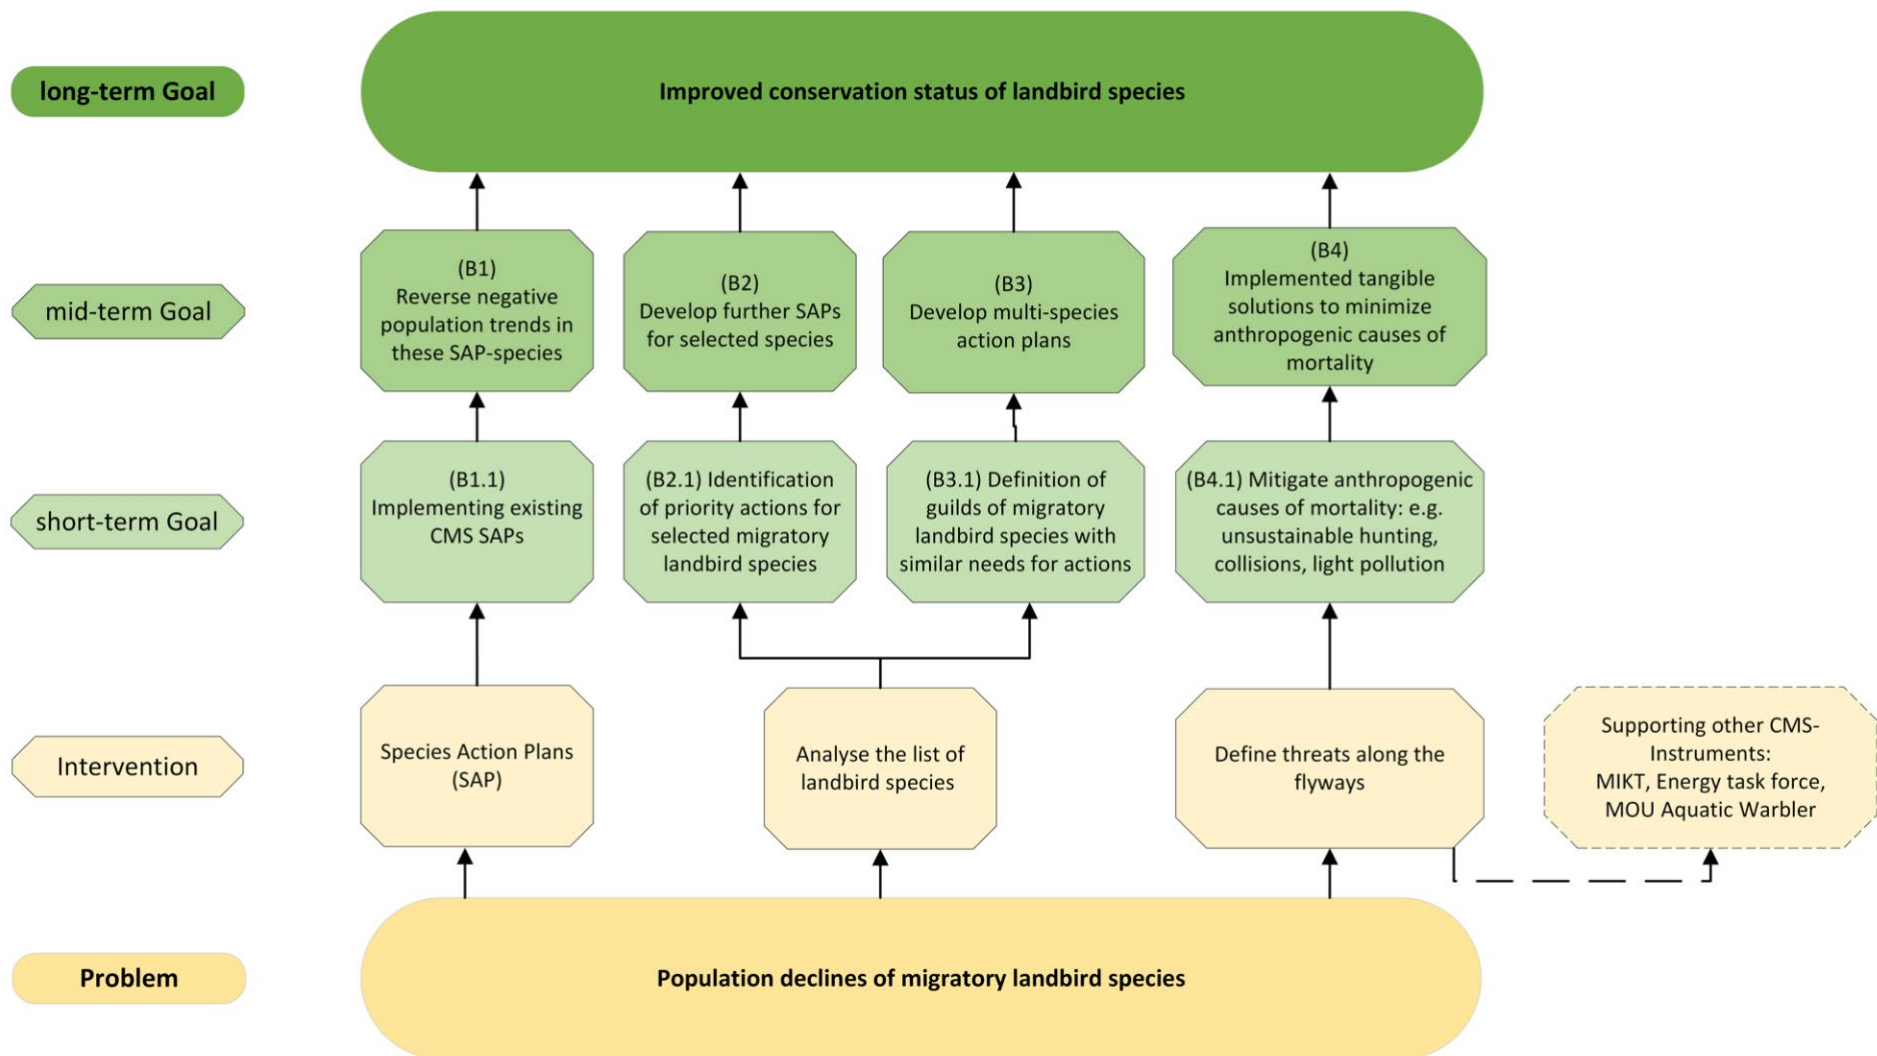 long-term Goal
Improved conservation status of landbird species
mid-term Goal
(B1)
Reverse negative
population trends in
these SAP-species
(B2)
Develop further SAPs
for selected species
(B3)
Develop multi-species
action plans
(B4)
Implemented tangible
solutions to minimize
anthropogenic causes of
mortality
short-term Goal
(B1.1)
Implementing existing
CMS SAPs
(B2.1) Identification
of priority actions for
selected migratory
landbird species
(B3.1) Definition of
guilds of migratory
landbird species with
similar needs for actions
(B4.1) Mitigate anthropogenic
causes of mortality: e.g.
unsustainable hunting,
collisions, light pollution
Intervention
Species Action Plans
(SAP)
Analyse the list of
landbird species
Define threats along the
flyways
Supporting other CMS-
Instruments:
MIKT, Energy task force,
MOU Aquatic Warbler
Problem
Population declines of migratory landbird species